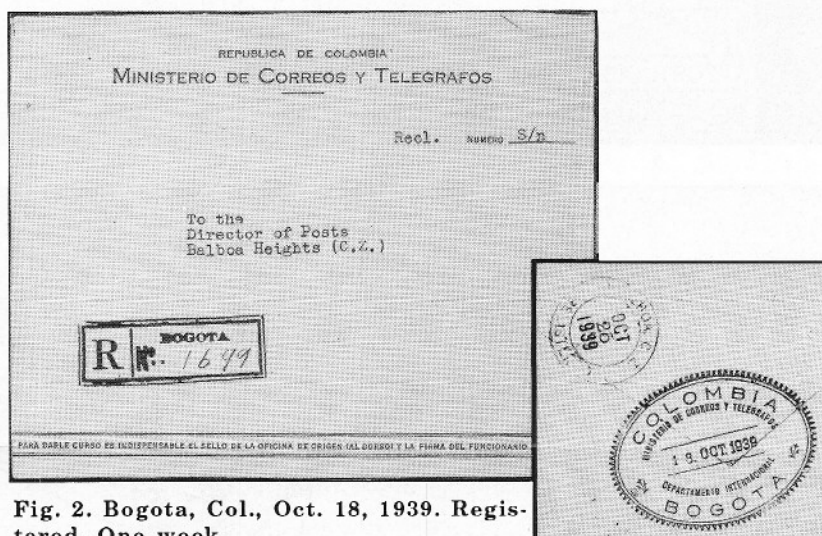 REPUBLICA DE COLOMBIA
MINISTERIO DE CORREOS Y TELEGRAFOS
Recl. NUMERO S/n
To the
Director of Posts
Balboa Heights (C.Z.)
R BOGOTA
Nº. 1649
PARA DARLE CURSO ES INDISPENSABLE EL SELLO DE LA OFICINA DE ORIGEN (AL DORSO) Y LA FIRMA DEL FUNCIONARIO
OCT
26
1939
COLOMBIA
MINISTERIO DE CORREOS Y TELEGRAFOS
18. OCT. 1939
DEPARTAMENTO INTERNACIONAL
BOGOTA
Fig. 2. Bogota, Col., Oct. 18, 1939. Regis-
tered. One week